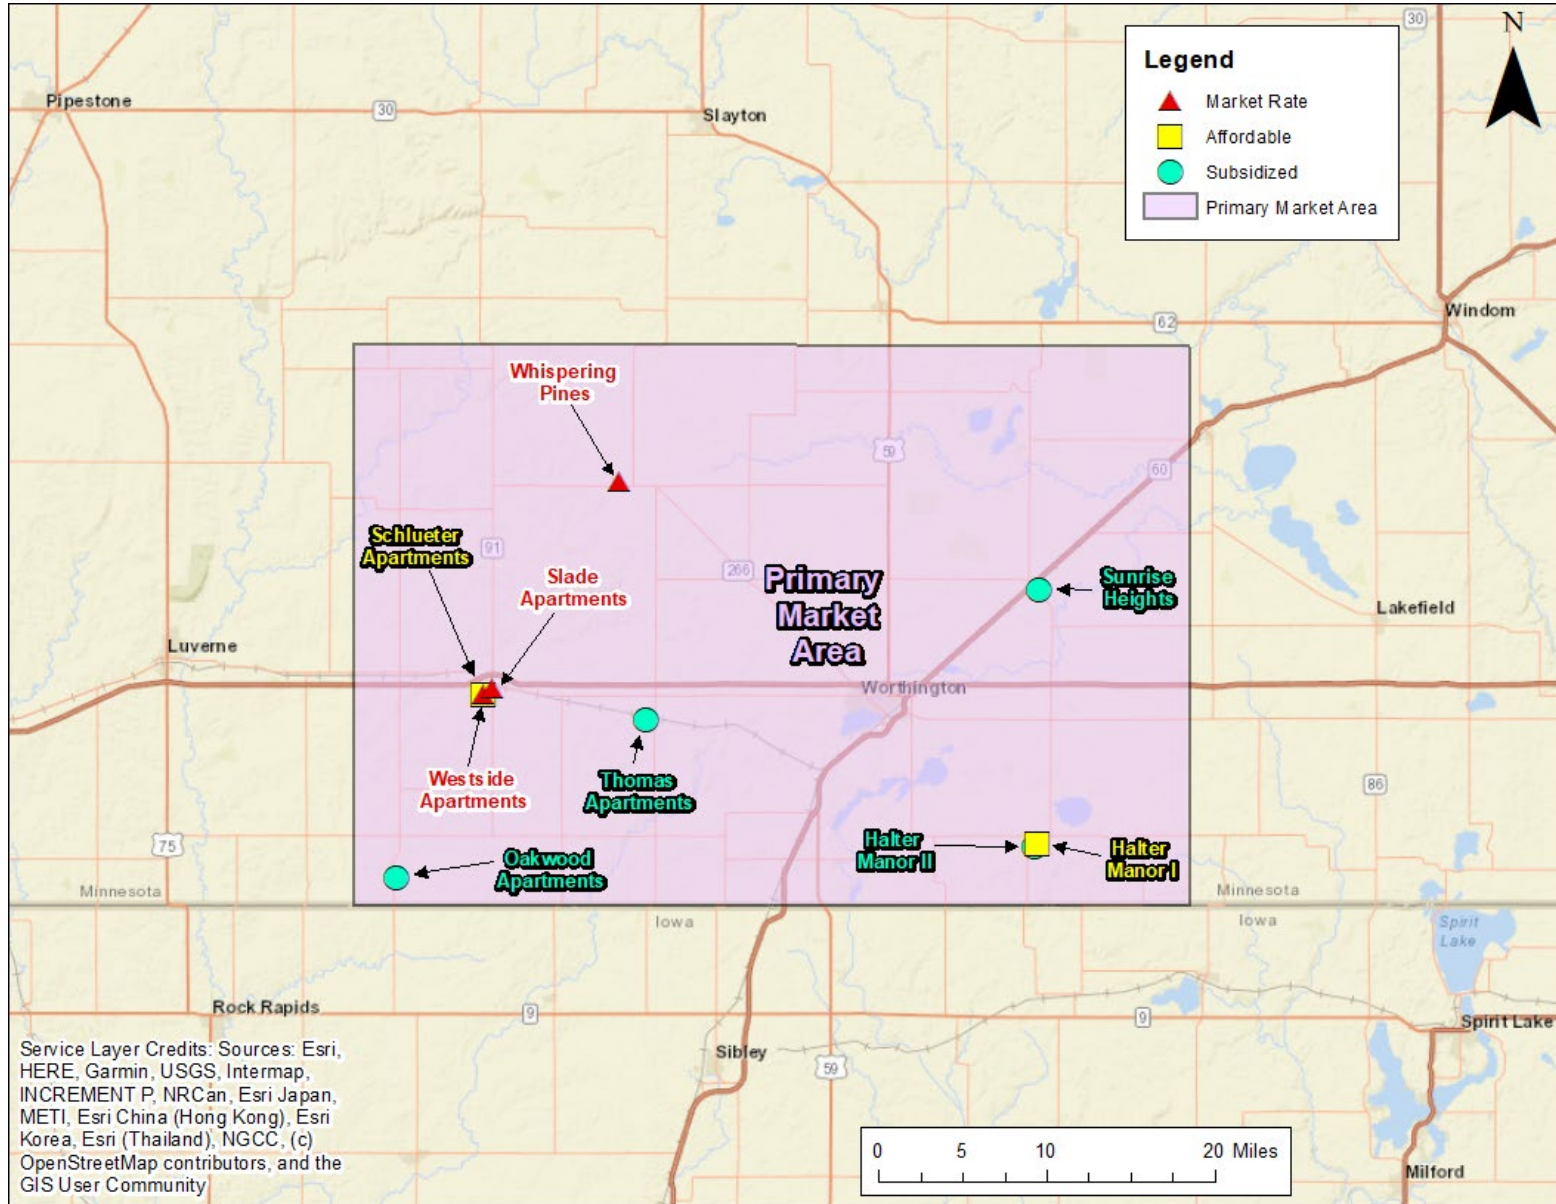 30
N
Legend
Market Rate
Affordable
Subsidized
Primary Market Area
Pipestone
30
Slayton
Windom
62
Whispering
Pines
59
60
Schlueter
Apartments
91
Slade
Apartments
266
Primary
Market
Area
Sunrise
Heights
Lakefield
Luverne
Worthington
Westside
Apartments
Thomas
Apartments
86
75
Halter
Manor II
Halter
Manor I
Oakwood
Apartments
Minnesota
Minnesota
Iowa
Iowa
Spirit
Lake
Rock Rapids
9
9
Spirit Lake
Sibley
59
Service Layer Credits: Sources: Esri,
HERE, Garmin, USGS, Intermap,
INCREMENT P, NRCan, Esri Japan,
METI, Esri China (Hong Kong), Esri
Korea, Esri (Thailand), NGCC, (c)
OpenStreetMap contributors, and the
GIS User Community
0 5 10 20 Miles
Milford